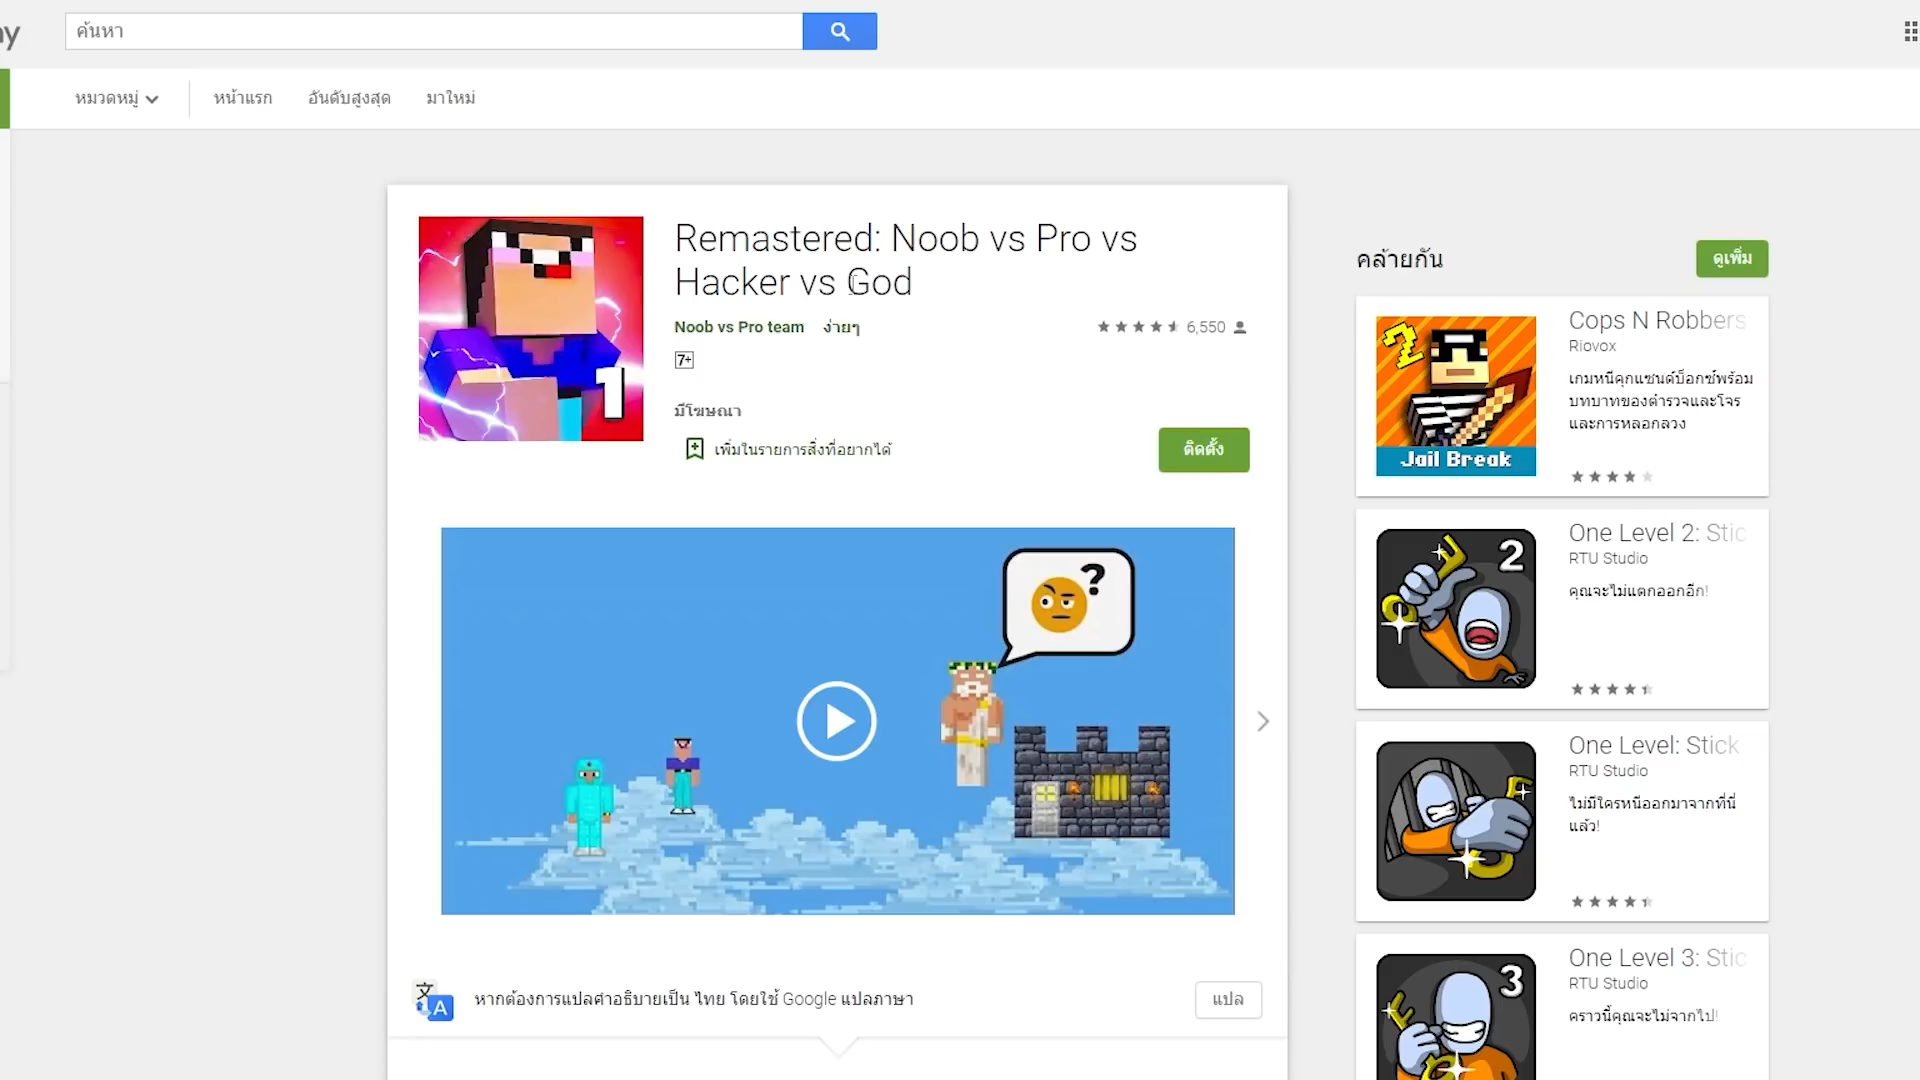 ค้นหา
หมวดหมู่
หน้าแรก
อันดับสูงสุด
มาใหม่
Remastered: Noob vs Pro vs
Hacker vs God
Noob vs Pro team ง่ายๆ
6,550
7+
มีโฆษณา
เพิ่มในรายการสิ่งที่อยากได้
ติดตั้ง
1
?
文
A
หากต้องการแปลคำอธิบายเป็น ไทย โดยใช้ Google แปลภาษา
แปล
คล้ายกัน
ดูเพิ่ม
2
Jail Break
Cops N Robbers
Riovox
เกมหนีคุกแซนด์บ็อกซ์พร้อม
บทบาทของตำรวจและโจร
และการหลอกลวง
2
One Level 2: Stic
RTU Studio
คุณจะไม่แตกออกอีก!
One Level: Stick
RTU Studio
ไม่มีใครหนีออกมาจากที่นี่
แล้ว!
3
One Level 3: Stic
RTU Studio
คราวนี้คุณจะไม่จากไป!